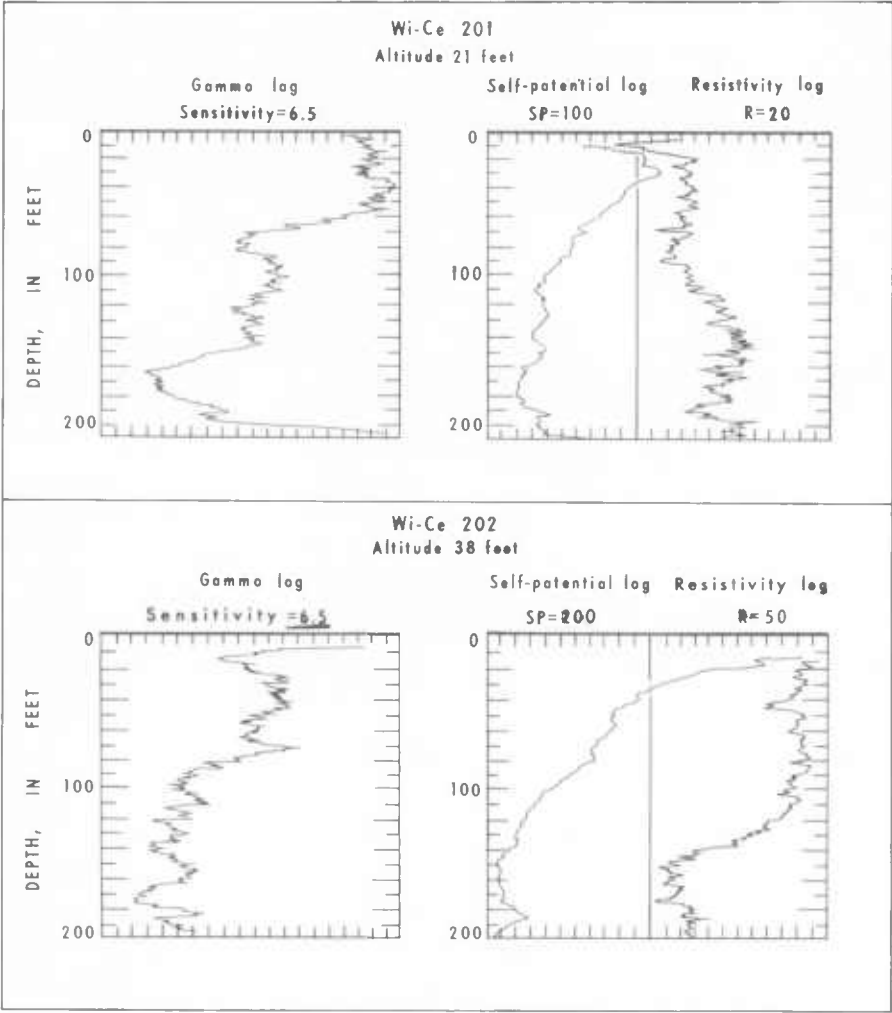 Wi-Ce 201
Altitude 21 feet
Gammo log
Sensitivity=6.5
Self-potential log
SP=100
Resistivity log
R=20
DEPTH, IN FEET
0
100
200
0
100
200
Wi-Ce 202
Altitude 38 feet
Gammo log
Sensitivity =6.5
Self-potential log
SP=200
Resistivity log
R=50
DEPTH, IN FEET
0
100
200
0
100
200